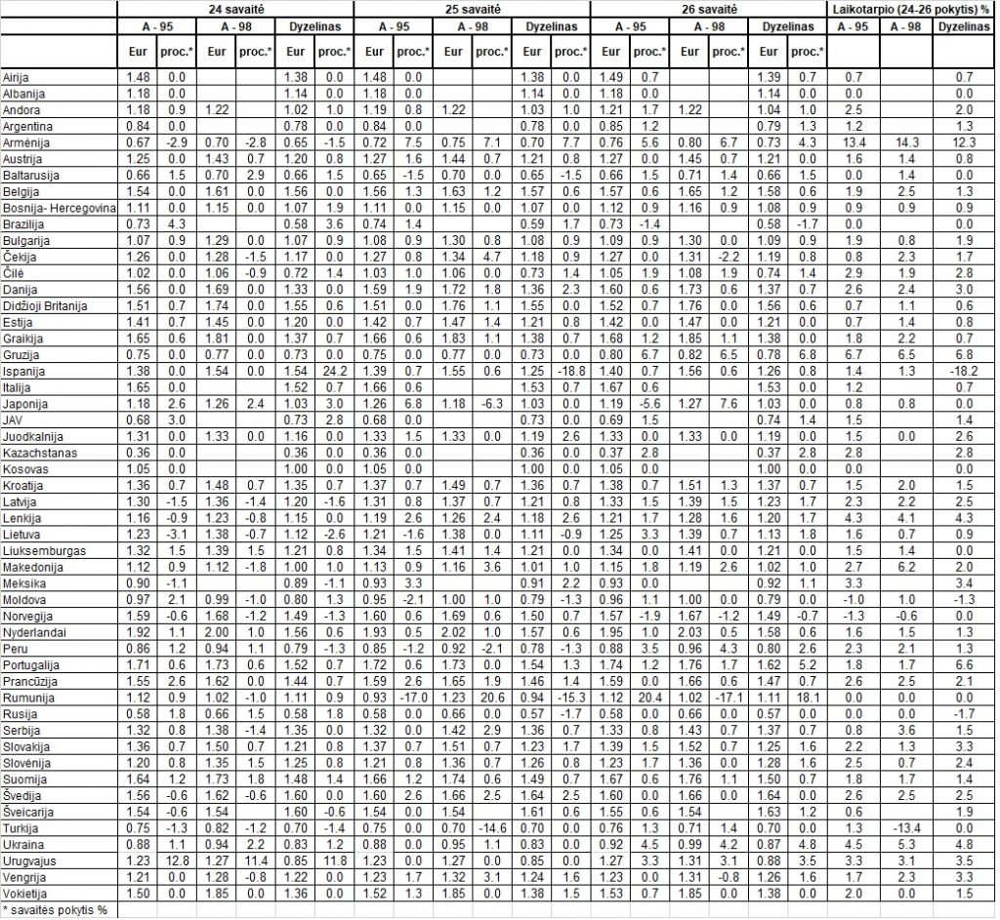 24 savaitė 25 savaitė 26 savaitė Laikotarpio (24-26 pokytis) %
A - 95 A - 98 Dyzelinas A - 95 A - 98 Dyzelinas A - 95 A - 98 Dyzelinas A - 95 A - 98 Dyzelinas
Eur proc.* Eur proc.* Eur proc.* Eur proc.* Eur proc.* Eur proc.* Eur proc.* Eur proc.* Eur proc.*
Airija 1.48 0.0 1.38 0.0 1.48 0.0 1.38 0.0 1.49 0.7 1.39 0.7 0.7 0.7
Albanija 1.18 0.0 1.14 0.0 1.18 0.0 1.14 0.0 1.18 0.0 1.14 0.0 0.0 0.0
Andora 1.18 0.9 1.22 1.02 1.0 1.19 0.8 1.22 1.03 1.0 1.21 1.7 1.22 1.04 1.0 2.5 2.0
Argentina 0.84 0.0 0.78 0.0 0.84 0.0 0.78 0.0 0.85 1.2 0.79 1.3 1.2 1.3
Armėnija 0.67 -2.9 0.70 -2.8 0.65 -1.5 0.72 7.5 0.75 7.1 0.70 7.7 0.76 5.6 0.80 6.7 0.73 4.3 13.4 14.3 12.3
Austrija 1.25 0.0 1.43 0.7 1.20 0.8 1.27 1.6 1.44 0.7 1.21 0.8 1.27 0.0 1.45 0.7 1.21 0.0 1.6 1.4 0.8
Baltarusija 0.66 1.5 0.70 2.9 0.66 1.5 0.65 -1.5 0.70 0.0 0.65 -1.5 0.66 1.5 0.71 1.4 0.66 1.5 0.0 1.4 0.0
Belgija 1.54 0.0 1.61 0.0 1.56 0.0 1.56 1.3 1.63 1.2 1.57 0.6 1.57 0.6 1.65 1.2 1.58 0.6 1.9 2.5 1.3
Bosnija- Hercegovina 1.11 0.0 1.15 0.0 1.07 1.9 1.11 0.0 1.15 0.0 1.07 0.0 1.12 0.9 1.16 0.9 1.08 0.9 0.9 0.9 0.9
Brazilija 0.73 4.3 0.58 3.6 0.74 1.4 0.59 1.7 0.73 -1.4 0.58 -1.7 0.0 0.0
Bulgarija 1.07 0.9 1.29 0.0 1.07 0.9 1.08 0.9 1.30 0.8 1.08 0.9 1.09 0.9 1.30 0.0 1.09 0.9 1.9 0.8 1.9
Čekija 1.26 0.0 1.28 -1.5 1.17 0.0 1.27 0.8 1.34 4.7 1.18 0.9 1.27 0.0 1.31 -2.2 1.19 0.8 0.8 2.3 1.7
Čilė 1.02 0.0 1.06 -0.9 0.72 1.4 1.03 1.0 1.06 0.0 0.73 1.4 1.05 1.9 1.08 1.9 0.74 1.4 2.9 1.9 2.8
Danija 1.56 0.0 1.69 0.0 1.33 0.0 1.59 1.9 1.72 1.8 1.36 2.3 1.60 0.6 1.73 0.6 1.37 0.7 2.6 2.4 3.0
Didžioji Britanija 1.51 0.7 1.74 0.0 1.55 0.6 1.51 0.0 1.76 1.1 1.55 0.0 1.52 0.7 1.76 0.0 1.56 0.6 0.7 1.1 0.6
Estija 1.41 0.7 1.45 0.0 1.20 0.0 1.42 0.7 1.47 1.4 1.21 0.8 1.42 0.0 1.47 0.0 1.21 0.0 0.7 1.4 0.8
Graikija 1.65 0.6 1.81 0.0 1.37 0.7 1.66 0.6 1.83 1.1 1.38 0.7 1.68 1.2 1.85 1.1 1.38 0.0 1.8 2.2 0.7
Gruzija 0.75 0.0 0.77 0.0 0.73 0.0 0.75 0.0 0.77 0.0 0.73 0.0 0.80 6.7 0.82 6.5 0.78 6.8 6.7 6.5 6.8
Ispanija 1.38 0.0 1.54 0.0 1.54 24.2 1.39 0.7 1.55 0.6 1.25 -18.8 1.40 0.7 1.56 0.6 1.26 0.8 1.4 1.3 -18.2
Italija 1.65 0.0 1.52 0.7 1.66 0.6 1.53 0.7 1.67 0.6 1.53 0.0 1.2 0.7
Japonija 1.18 2.6 1.26 2.4 1.03 3.0 1.26 6.8 1.18 -6.3 1.03 0.0 1.19 -5.6 1.27 7.6 1.03 0.0 0.8 0.8 0.0
JAV 0.68 3.0 0.73 2.8 0.68 0.0 0.73 0.0 0.69 1.5 0.74 1.4 1.5 1.4
Juodkalnija 1.31 0.0 1.33 0.0 1.16 0.0 1.33 1.5 1.33 0.0 1.19 2.6 1.33 0.0 1.33 0.0 1.19 0.0 1.5 0.0 2.6
Kazachstanas 0.36 0.0 0.36 0.0 0.36 0.0 0.36 0.0 0.37 2.8 0.37 2.8 2.8 2.8
Kosovas 1.05 0.0 1.00 0.0 1.05 0.0 1.00 0.0 1.05 0.0 1.00 0.0 0.0 0.0
Kroatija 1.36 0.7 1.48 0.7 1.35 0.7 1.37 0.7 1.49 0.7 1.36 0.7 1.38 0.7 1.51 1.3 1.37 0.7 1.5 2.0 1.5
Latvija 1.30 -1.5 1.36 -1.4 1.20 -1.6 1.31 0.8 1.37 0.7 1.21 0.8 1.33 1.5 1.39 1.5 1.23 1.7 2.3 2.2 2.5
Lenkija 1.16 -0.9 1.23 -0.8 1.15 0.0 1.19 2.6 1.26 2.4 1.18 2.6 1.21 1.7 1.28 1.6 1.20 1.7 4.3 4.1 4.3
Lietuva 1.23 -3.1 1.38 -0.7 1.12 -2.6 1.21 -1.6 1.38 0.0 1.11 -0.9 1.25 3.3 1.39 0.7 1.13 1.8 1.6 0.7 0.9
Liuksemburgas 1.32 1.5 1.39 1.5 1.21 0.8 1.34 1.5 1.41 1.4 1.21 0.0 1.34 0.0 1.41 0.0 1.21 0.0 1.5 1.4 0.0
Makedonija 1.12 0.9 1.12 -1.8 1.00 1.0 1.13 0.9 1.16 3.6 1.01 1.0 1.15 1.8 1.19 2.6 1.02 1.0 2.7 6.2 2.0
Meksika 0.90 -1.1 0.89 -1.1 0.93 3.3 0.91 2.2 0.93 0.0 0.92 1.1 3.3 3.4
Moldova 0.97 2.1 0.99 -1.0 0.80 1.3 0.95 -2.1 1.00 1.0 0.79 -1.3 0.96 1.1 1.00 0.0 0.79 0.0 -1.0 1.0 -1.3
Norvegija 1.59 -0.6 1.68 -1.2 1.49 -1.3 1.60 0.6 1.69 0.6 1.50 0.7 1.57 -1.9 1.67 -1.2 1.49 -0.7 -1.3 -0.6 0.0
Nyderlandai 1.92 1.1 2.00 1.0 1.56 0.6 1.93 0.5 2.02 1.0 1.57 0.6 1.95 1.0 2.03 0.5 1.58 0.6 1.6 1.5 1.3
Peru 0.86 1.2 0.94 1.1 0.79 -1.3 0.85 -1.2 0.92 -2.1 0.78 -1.3 0.88 3.5 0.96 4.3 0.80 2.6 2.3 2.1 1.3
Portugalija 1.71 0.6 1.73 0.6 1.52 0.7 1.72 0.6 1.73 0.0 1.54 1.3 1.74 1.2 1.76 1.7 1.62 5.2 1.8 1.7 6.6
Prancūzija 1.55 2.6 1.62 0.0 1.44 0.7 1.59 2.6 1.65 1.9 1.46 1.4 1.59 0.0 1.66 0.6 1.47 0.7 2.6 2.5 2.1
Rumunija 1.12 0.9 1.02 -1.0 1.11 0.9 0.93 -17.0 1.23 20.6 0.94 -15.3 1.12 20.4 1.02 -17.1 1.11 18.1 0.0 0.0 0.0
Rusija 0.58 1.8 0.66 1.5 0.58 1.8 0.58 0.0 0.66 0.0 0.57 -1.7 0.58 0.0 0.66 0.0 0.57 0.0 0.0 0.0 -1.7
Serbija 1.32 0.8 1.38 -1.4 1.35 0.0 1.32 0.0 1.42 2.9 1.36 0.7 1.33 0.8 1.43 0.7 1.37 0.7 0.8 3.6 1.5
Slovakija 1.36 0.7 1.50 0.7 1.21 0.8 1.37 0.7 1.51 0.7 1.23 1.7 1.39 1.5 1.52 0.7 1.25 1.6 2.2 1.3 3.3
Slovėnija 1.20 0.8 1.35 1.5 1.25 0.8 1.21 0.8 1.36 0.7 1.26 0.8 1.23 1.7 1.36 0.0 1.28 1.6 2.5 0.7 2.4
Suomija 1.64 1.2 1.73 1.8 1.48 1.4 1.66 1.2 1.74 0.6 1.49 0.7 1.67 0.6 1.76 1.1 1.50 0.7 1.8 1.7 1.4
Švedija 1.56 -0.6 1.62 -0.6 1.60 0.0 1.60 2.6 1.66 2.5 1.64 2.5 1.60 0.0 1.66 0.0 1.64 0.0 2.6 2.5 2.5
Šveicarija 1.54 -0.6 1.54 1.60 -0.6 1.54 0.0 1.54 1.61 0.6 1.55 0.6 1.54 1.63 1.2 0.6 1.9
Turkija 0.75 -1.3 0.82 -1.2 0.70 -1.4 0.75 0.0 0.70 -14.6 0.70 0.0 0.76 1.3 0.71 1.4 0.70 0.0 1.3 -13.4 0.0
Ukraina 0.88 1.1 0.94 2.2 0.83 1.2 0.88 0.0 0.95 1.1 0.83 0.0 0.92 4.5 0.99 4.2 0.87 4.8 4.5 5.3 4.8
Urugvajus 1.23 12.8 1.27 11.4 0.85 11.8 1.23 0.0 1.27 0.0 0.85 0.0 1.27 3.3 1.31 3.1 0.88 3.5 3.3 3.1 3.5
Vengrija 1.21 0.0 1.28 -0.8 1.22 0.0 1.23 1.7 1.32 3.1 1.24 1.6 1.23 0.0 1.31 -0.8 1.26 1.6 1.7 2.3 3.3
Vokietija 1.50 0.0 1.85 0.0 1.36 0.0 1.52 1.3 1.85 0.0 1.38 1.5 1.53 0.7 1.85 0.0 1.38 0.0 2.0 0.0 1.5
* savaitės pokytis %